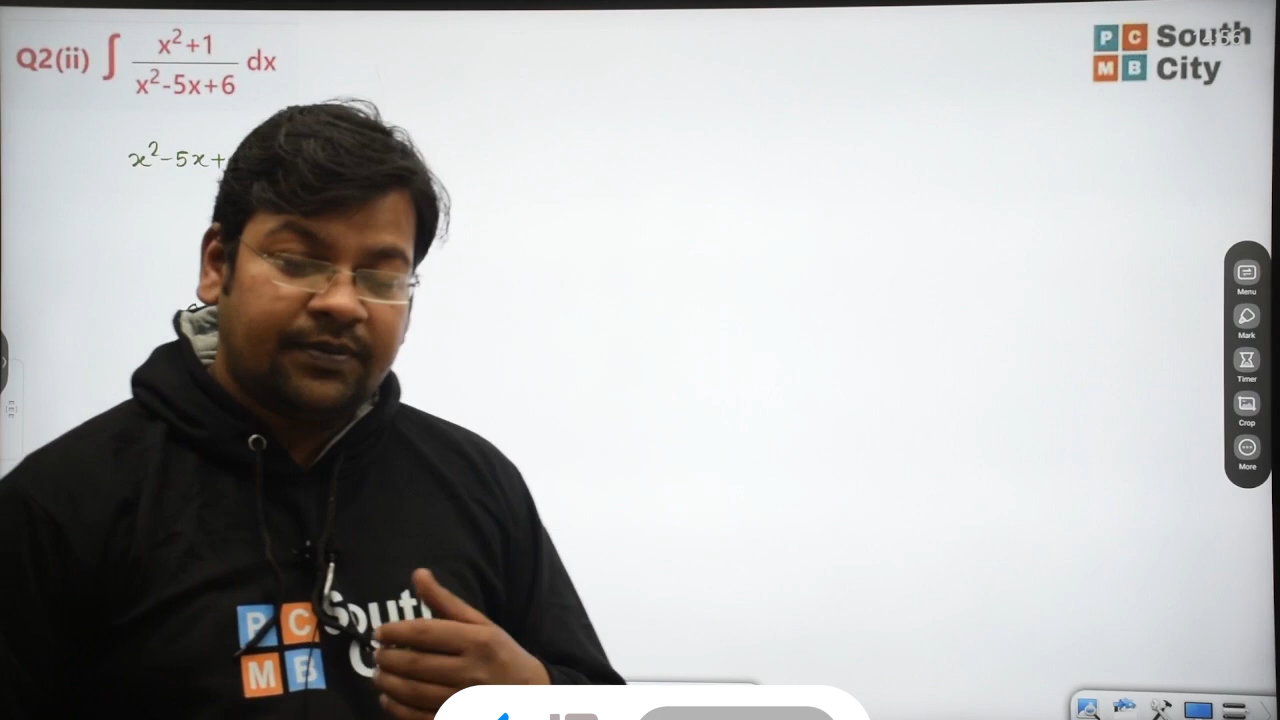 Q2(ii) ∫ x²+1 / x²-5x+6 dx
x²-5x+
P C South
M B City
Menu
Mark
Timer
Crop
More
P C
M B